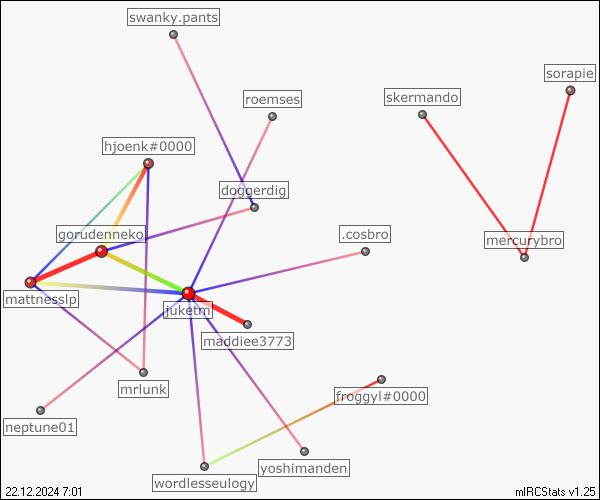 swanky.pants
sorapie
roemses
skermando
hjoenk#0000
doggerdig
gorudenneko
.cosbro
mercurybro
mattnesslp
juketm
maddiee3773
mrlunk
froggyl#0000
neptune01
yoshimanden
wordlesseulogy
22.12.2024 7:01
mIRCStats v1.25